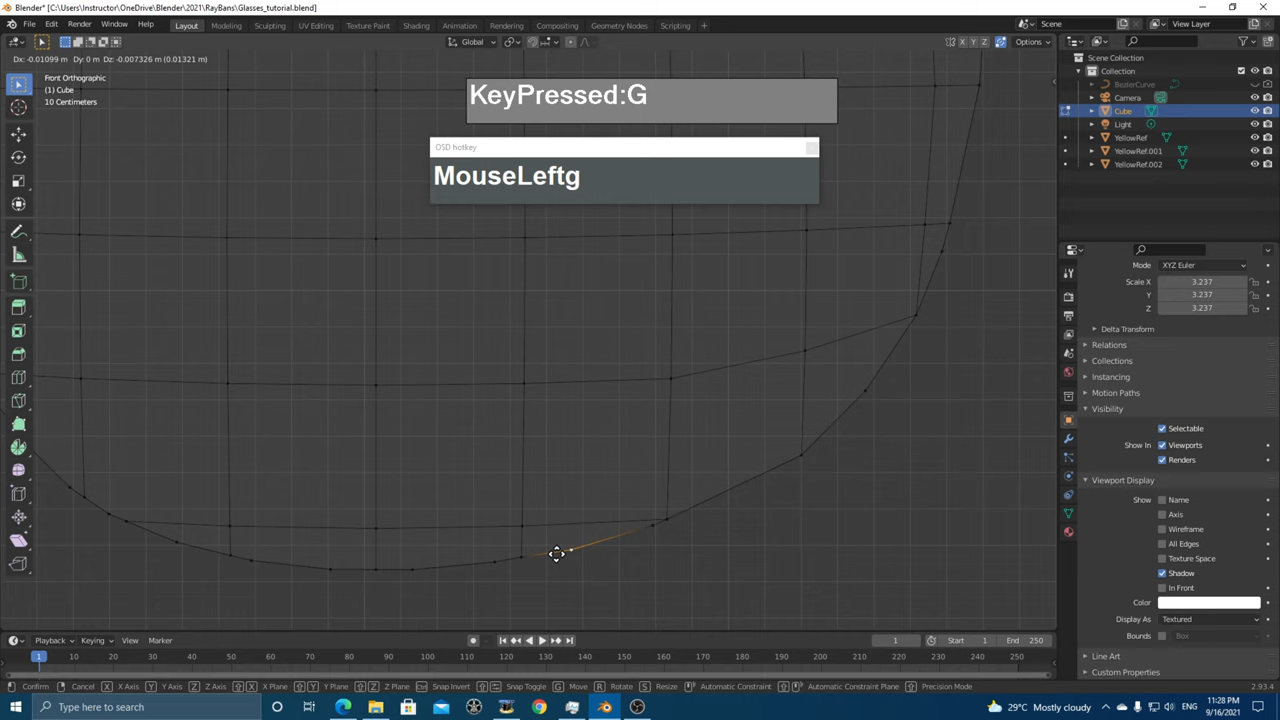 Blender* [C:\Users\Instructor\OneDrive\Blender\2021\RayBans\Glasses_tutorial.blend]
File Edit Render Window Help Layout Modeling Sculpting UV Editing Texture Paint Shading Animation Rendering Compositing Geometry Nodes Scripting + Scene View Layer
Global X Y Z Options
Dx: -0.01099 m Dy: 0 m Dz: -0.007326 m (0.01321 m)
Front Orthographic
(1) Cube
10 Centimeters
KeyPressed:G
OSD hotkey
MouseLeftg
Scene Collection
Collection
BezierCurve
Camera
Cube
Light
YellowRef
YellowRef.001
YellowRef.002
Mode XYZ Euler
Scale X 3.237
Y 3.237
Z 3.237
Delta Transform
Relations
Collections
Instancing
Motion Paths
Visibility
Selectable
Show In Viewports
Renders
Viewport Display
Show Name
Axis
Wireframe
All Edges
Texture Space
Shadow
In Front
Color
Display As Textured
Bounds Box
Line Art
Custom Properties
Playback Keying View Marker 1 Start 1 End 250
1 10 20 30 40 50 60 70 80 90 100 110 120 130 140 150 160 170 180 190 200 210 220 230 240 250
Confirm Cancel X X Axis Y Y Axis Z Z Axis X X Plane Y Y Plane Z Z Plane Ctrl Snap Invert Snap Toggle G Move R Rotate S Resize Automatic Constraint Automatic Constraint Plane Precision Mode 2.93.4
Type here to search 29°C Mostly cloudy 11:28 PM
9/16/2021